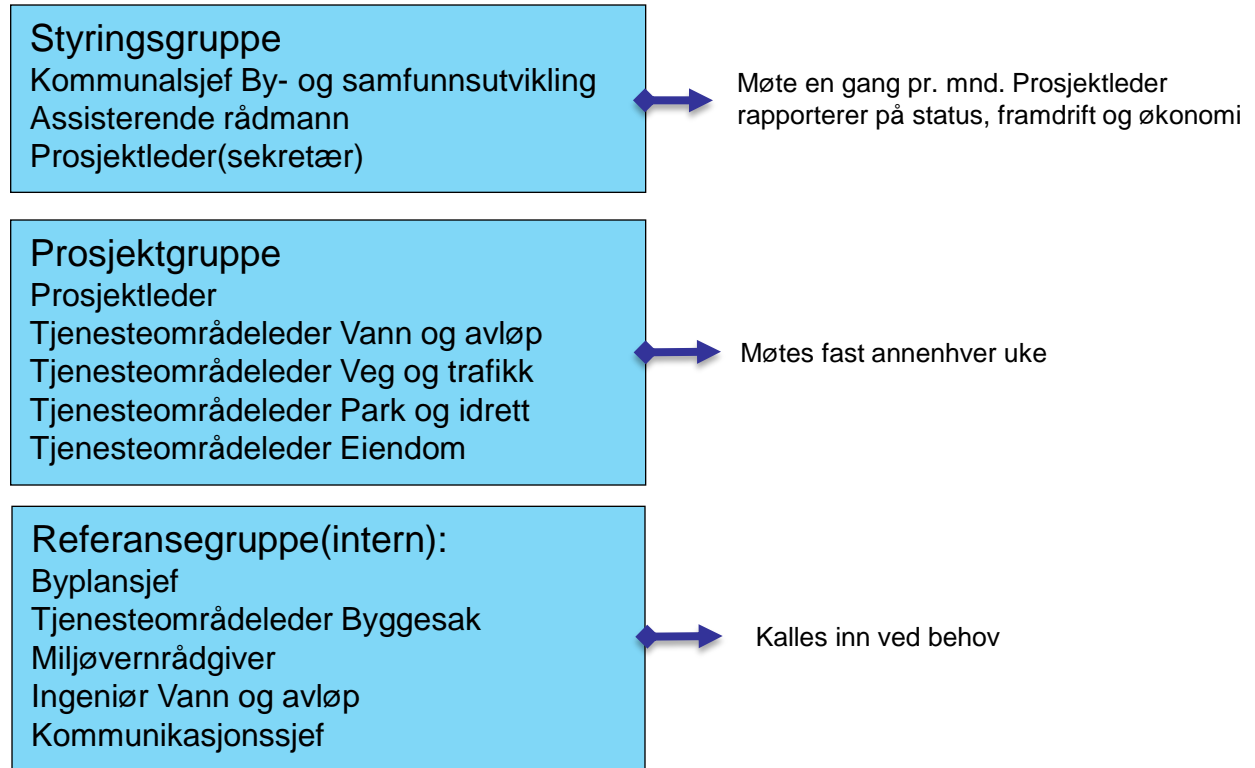 Styringsgruppe
Kommunalsjef By- og samfunnsutvikling
Assisterende rådmann
Prosjektleder(sekretær)
Møte en gang pr. mnd. Prosjektleder
rapporterer på status, framdrift og økonomi
Prosjektgruppe
Prosjektleder
Tjenesteområdeleder Vann og avløp
Tjenesteområdeleder Veg og trafikk
Tjenesteområdeleder Park og idrett
Tjenesteområdeleder Eiendom
Møtes fast annenhver uke
Referansegruppe(intern):
Byplansjef
Tjenesteområdeleder Byggesak
Miljøvernrådgiver
Ingeniør Vann og avløp
Kommunikasjonssjef
Kalles inn ved behov